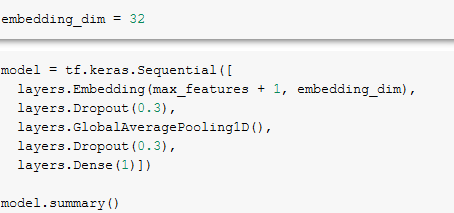 embedding_dim = 32
model = tf.keras.Sequential([
  layers.Embedding(max_features + 1, embedding_dim),
  layers.Dropout(0.3),
  layers.GlobalAveragePooling1D(),
  layers.Dropout(0.3),
  layers.Dense(1)])
model.summary()